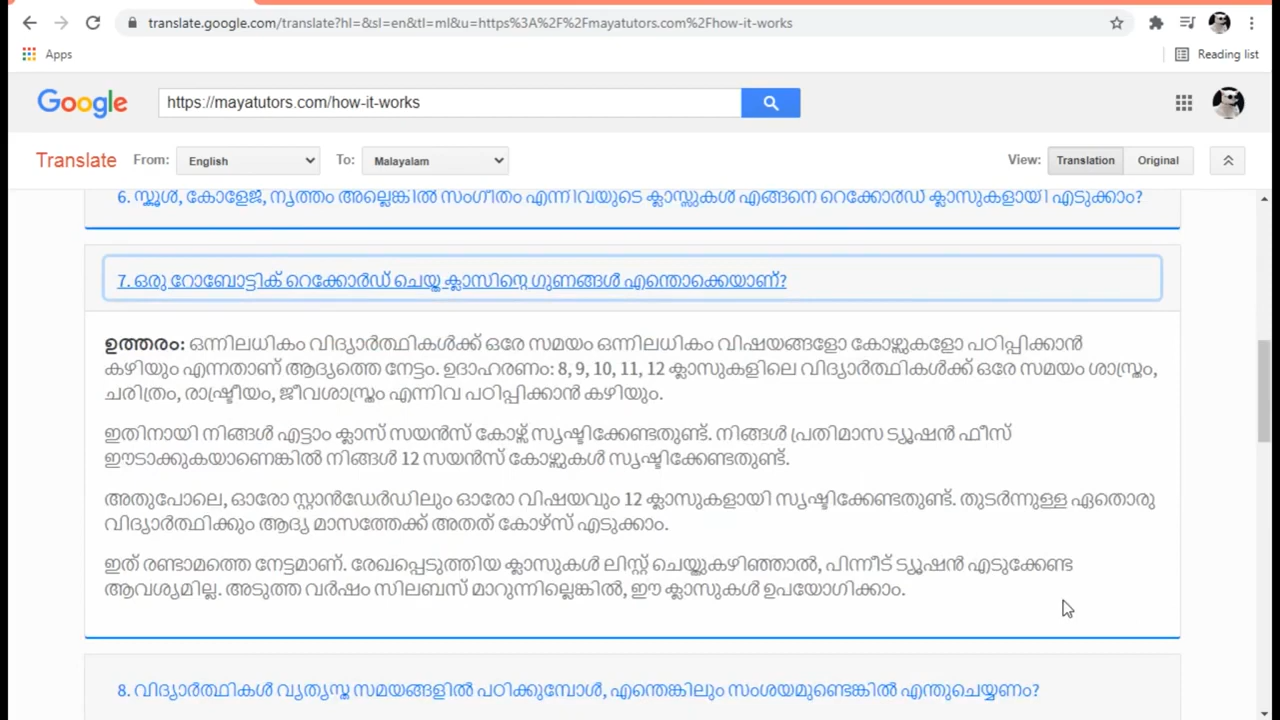 translate.google.com/translate?hl=&sl=en&tl=ml&u=https%3A%2F%2Fmayatutors.com%2Fhow-it-works
Apps
Reading list
Google
https://mayatutors.com/how-it-works
Translate From: English To: Malayalam View: Translation Original
6. സ്കൂൾ, കോളേജ്, നൃത്തം അല്ലെങ്കിൽ സംഗീതം എന്നിവയുടെ ക്ലാസ്സുകൾ എങ്ങനെ റെക്കോർഡ് ക്ലാസുകളായി എടുക്കാം?
7. ഒരു റോബോട്ടിക് റെക്കോർഡ് ചെയ്ത ക്ലാസിന്റെ ഗുണങ്ങൾ എന്തൊക്കെയാണ്?
ഉത്തരം: ഒന്നിലധികം വിദ്യാർത്ഥികൾക്ക് ഒരേ സമയം ഒന്നിലധികം വിഷയങ്ങളോ കോഴ്സുകളോ പഠിപ്പിക്കാൻ
കഴിയും എന്നതാണ് ആദ്യത്തെ നേട്ടം. ഉദാഹരണം: 8, 9, 10, 11, 12 ക്ലാസുകളിലെ വിദ്യാർത്ഥികൾക്ക് ഒരേ സമയം ശാസ്ത്രം,
ചരിത്രം, രാഷ്ട്രീയം, ജീവശാസ്ത്രം എന്നിവ പഠിപ്പിക്കാൻ കഴിയും.
ഇതിനായി നിങ്ങൾ എട്ടാം ക്ലാസ് സയൻസ് കോഴ്സ് സൃഷ്ടിക്കേണ്ടതുണ്ട്. നിങ്ങൾ പ്രതിമാസ ട്യൂഷൻ ഫീസ്
ഈടാക്കുകയാണെങ്കിൽ നിങ്ങൾ 12 സയൻസ് കോഴ്സുകൾ സൃഷ്ടിക്കേണ്ടതുണ്ട്.
അതുപോലെ, ഓരോ സ്റ്റാൻഡേർഡിലും ഓരോ വിഷയവും 12 ക്ലാസുകളായി സൃഷ്ടിക്കേണ്ടതുണ്ട്. തുടർന്നുള്ള ഏതൊരു
വിദ്യാർത്ഥിക്കും ആദ്യ മാസത്തേക്ക് അതത് കോഴ്സ് എടുക്കാം.
ഇത് രണ്ടാമത്തെ നേട്ടമാണ്. രേഖപ്പെടുത്തിയ ക്ലാസുകൾ ലിസ്റ്റ് ചെയ്തുകഴിഞ്ഞാൽ, പിന്നീട് ട്യൂഷൻ എടുക്കേണ്ട
ആവശ്യമില്ല. അടുത്ത വർഷം സിലബസ് മാറുന്നില്ലെങ്കിൽ, ഈ ക്ലാസുകൾ ഉപയോഗിക്കാം.
8. വിദ്യാർത്ഥികൾ വ്യത്യസ്ത സമയങ്ങളിൽ പഠിക്കുമ്പോൾ, എന്തെങ്കിലും സംശയമുണ്ടെങ്കിൽ എന്തുചെയ്യണം?